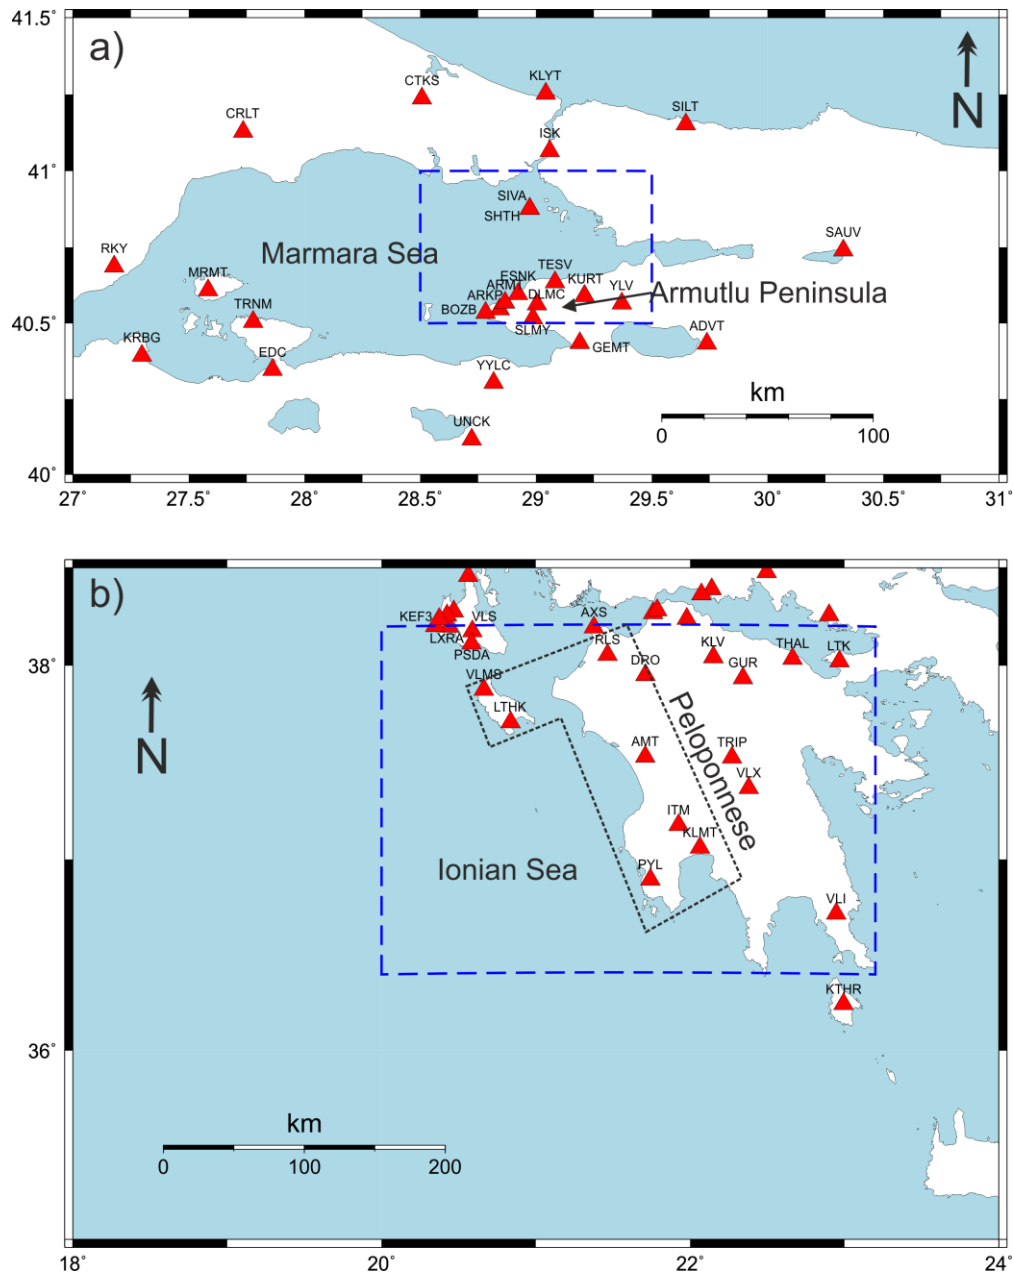 41.5
a)
N
KLYT
CTKS
SILT
CRLT
ISK
41
SIVA
SHTH
SAUV
RKY
Marmara Sea
MRMT
TESV
ESNK
KURT
ARMT
YLV
ARKP
DLMC
Armutlu Peninsula
TRNM
BOZB
40.5
SLMY
ADVT
KRBG
GEMT
EDC
YYLC
km
0 100
UNCK
40
27° 27.5° 28° 28.5° 29° 29.5° 30° 30.5° 31°
b)
KEF3
VLS
AXS
LXRA
RLS
KLV
THAL
LTK
PSDA
DRO
GUR
38°
VLMS
LTHK
N
Peloponnese
AMT
TRIP
VLX
ITM
KLMT
Ionian Sea
PYL
VLI
KTHR
36°
km
0 100 200
18° 20° 22° 24°